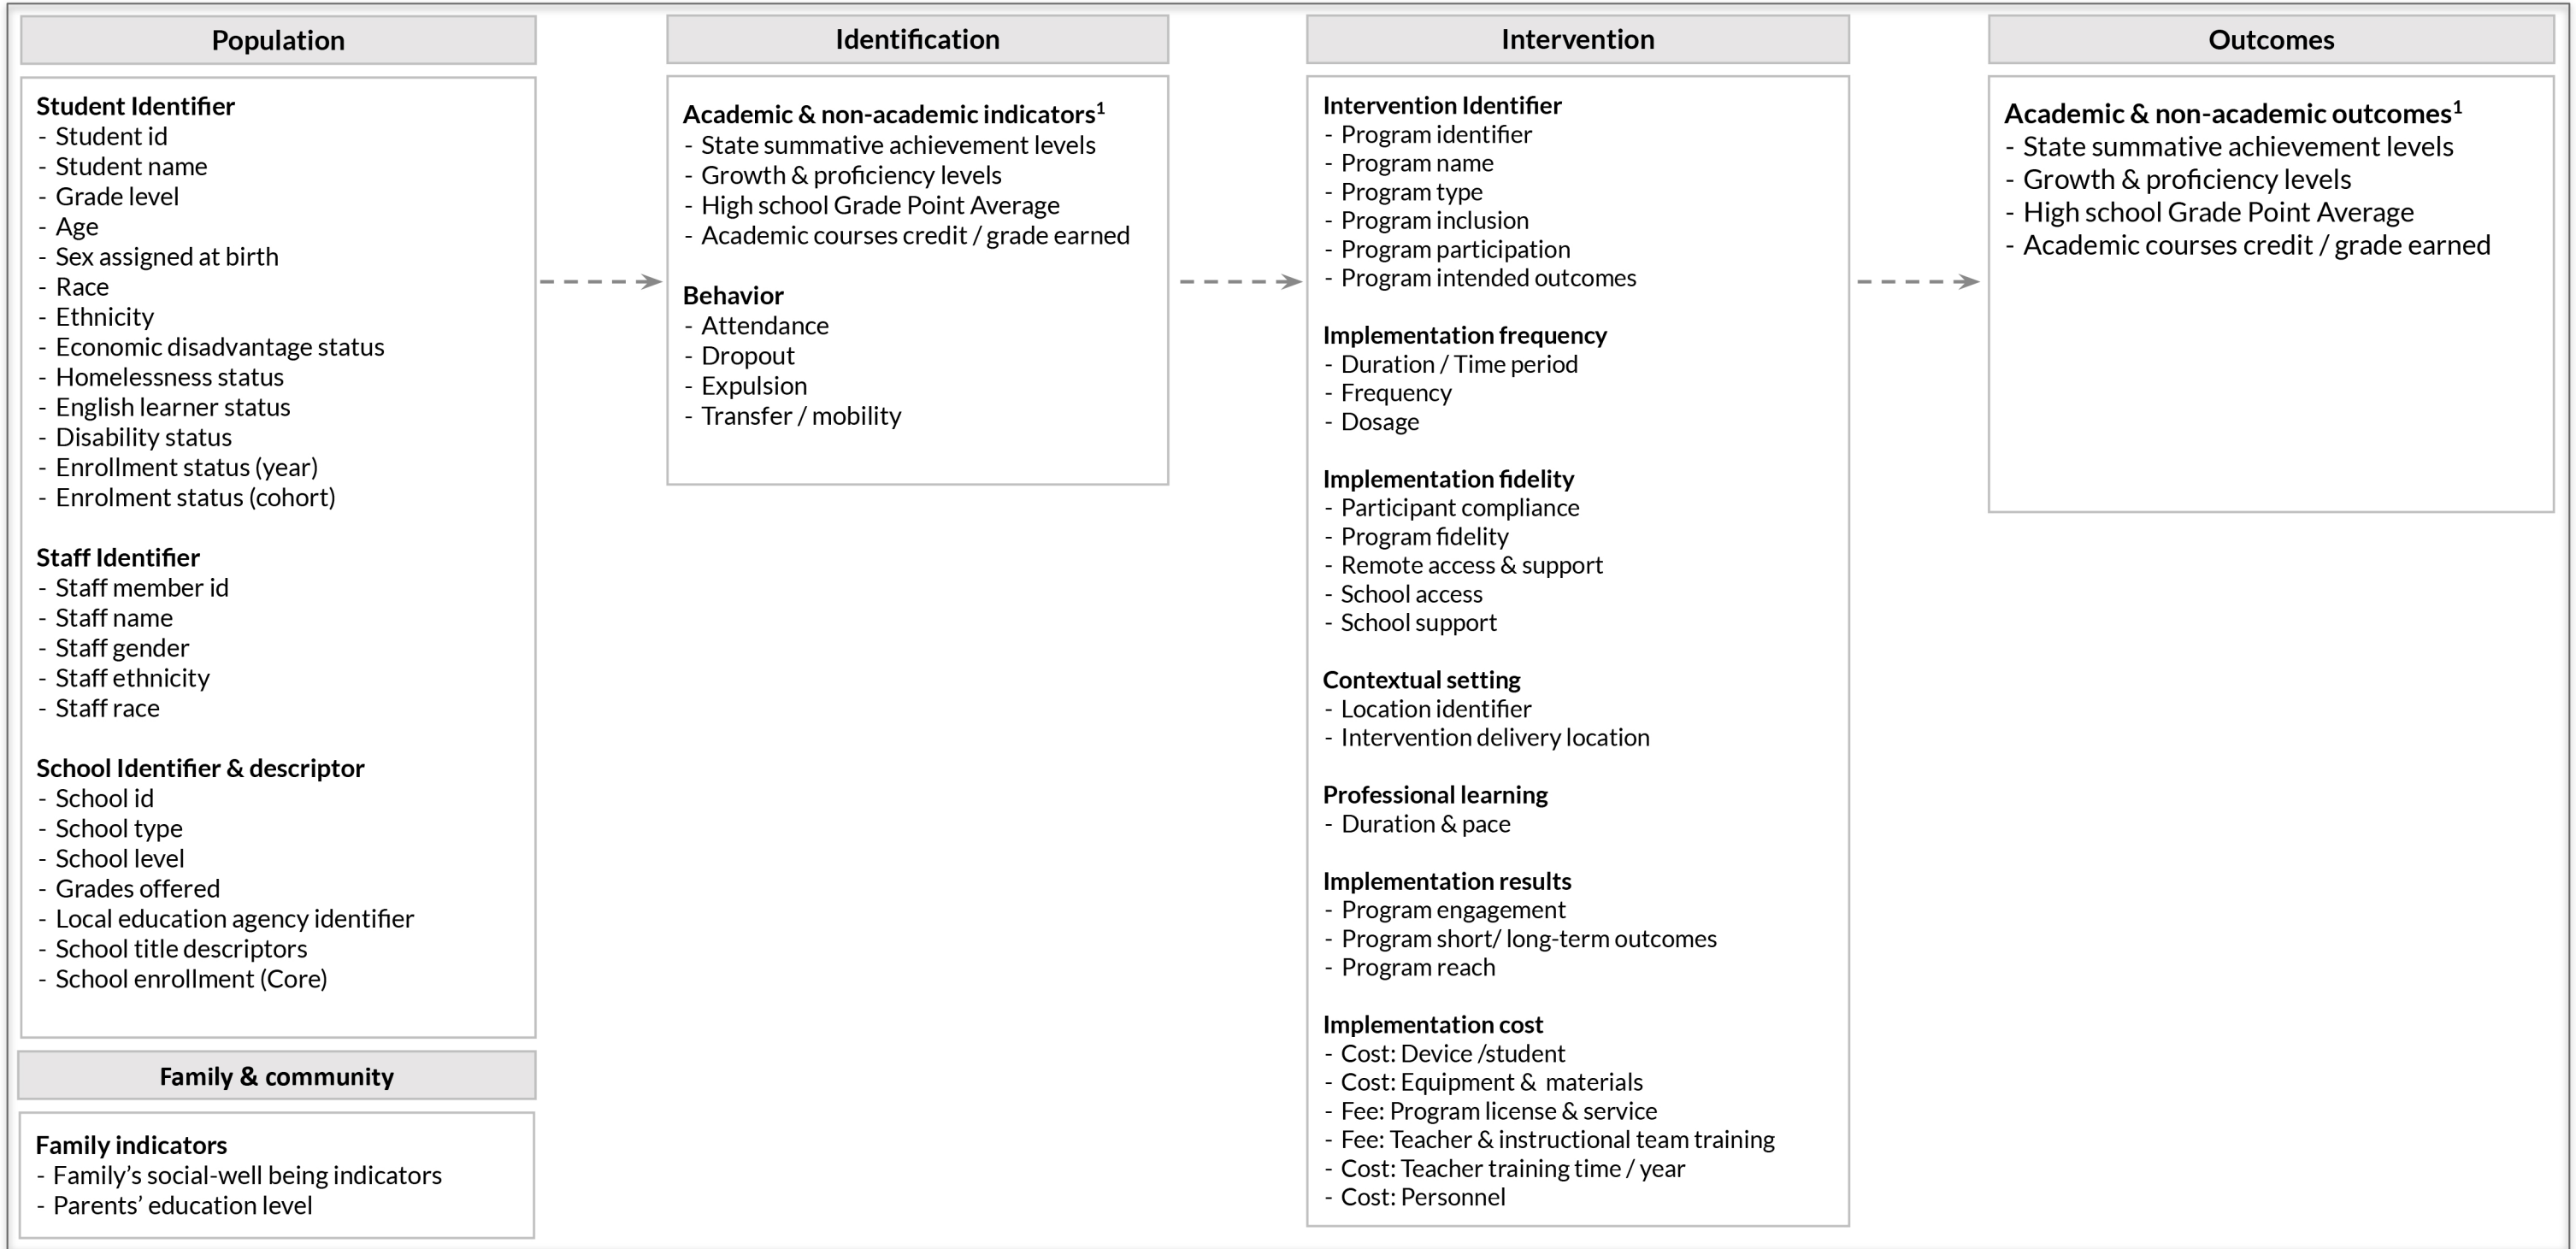 Population
Student Identifier
- Student id
- Student name
- Grade level
- Age
- Sex assigned at birth
- Race
- Ethnicity
- Economic disadvantage status
- Homelessness status
- English learner status
- Disability status
- Enrollment status (year)
- Enrolment status (cohort)
Staff Identifier
- Staff member id
- Staff name
- Staff gender
- Staff ethnicity
- Staff race
School Identifier & descriptor
- School id
- School type
- School level
- Grades offered
- Local education agency identifier
- School title descriptors
- School enrollment (Core)
Family & community
Family indicators
- Family’s social-well being indicators
- Parents’ education level
Identification
Academic & non-academic indicators¹
- State summative achievement levels
- Growth & proficiency levels
- High school Grade Point Average
- Academic courses credit / grade earned
Behavior
- Attendance
- Dropout
- Expulsion
- Transfer / mobility
Intervention
Intervention Identifier
- Program identifier
- Program name
- Program type
- Program inclusion
- Program participation
- Program intended outcomes
Implementation frequency
- Duration / Time period
- Frequency
- Dosage
Implementation fidelity
- Participant compliance
- Program fidelity
- Remote access & support
- School access
- School support
Contextual setting
- Location identifier
- Intervention delivery location
Professional learning
- Duration & pace
Implementation results
- Program engagement
- Program short/ long-term outcomes
- Program reach
Implementation cost
- Cost: Device /student
- Cost: Equipment &  materials
- Fee: Program license & service
- Fee: Teacher & instructional team training
- Cost: Teacher training time / year
- Cost: Personnel
Outcomes
Academic & non-academic outcomes¹
- State summative achievement levels
- Growth & proficiency levels
- High school Grade Point Average
- Academic courses credit / grade earned